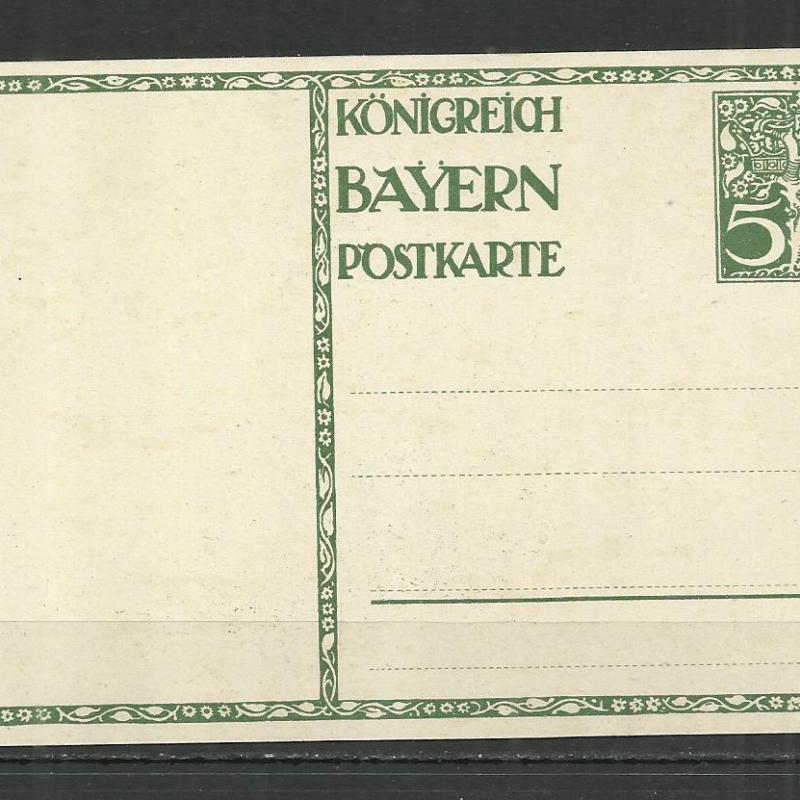 KÖNIGREICH
BAYERN
POSTKARTE
5